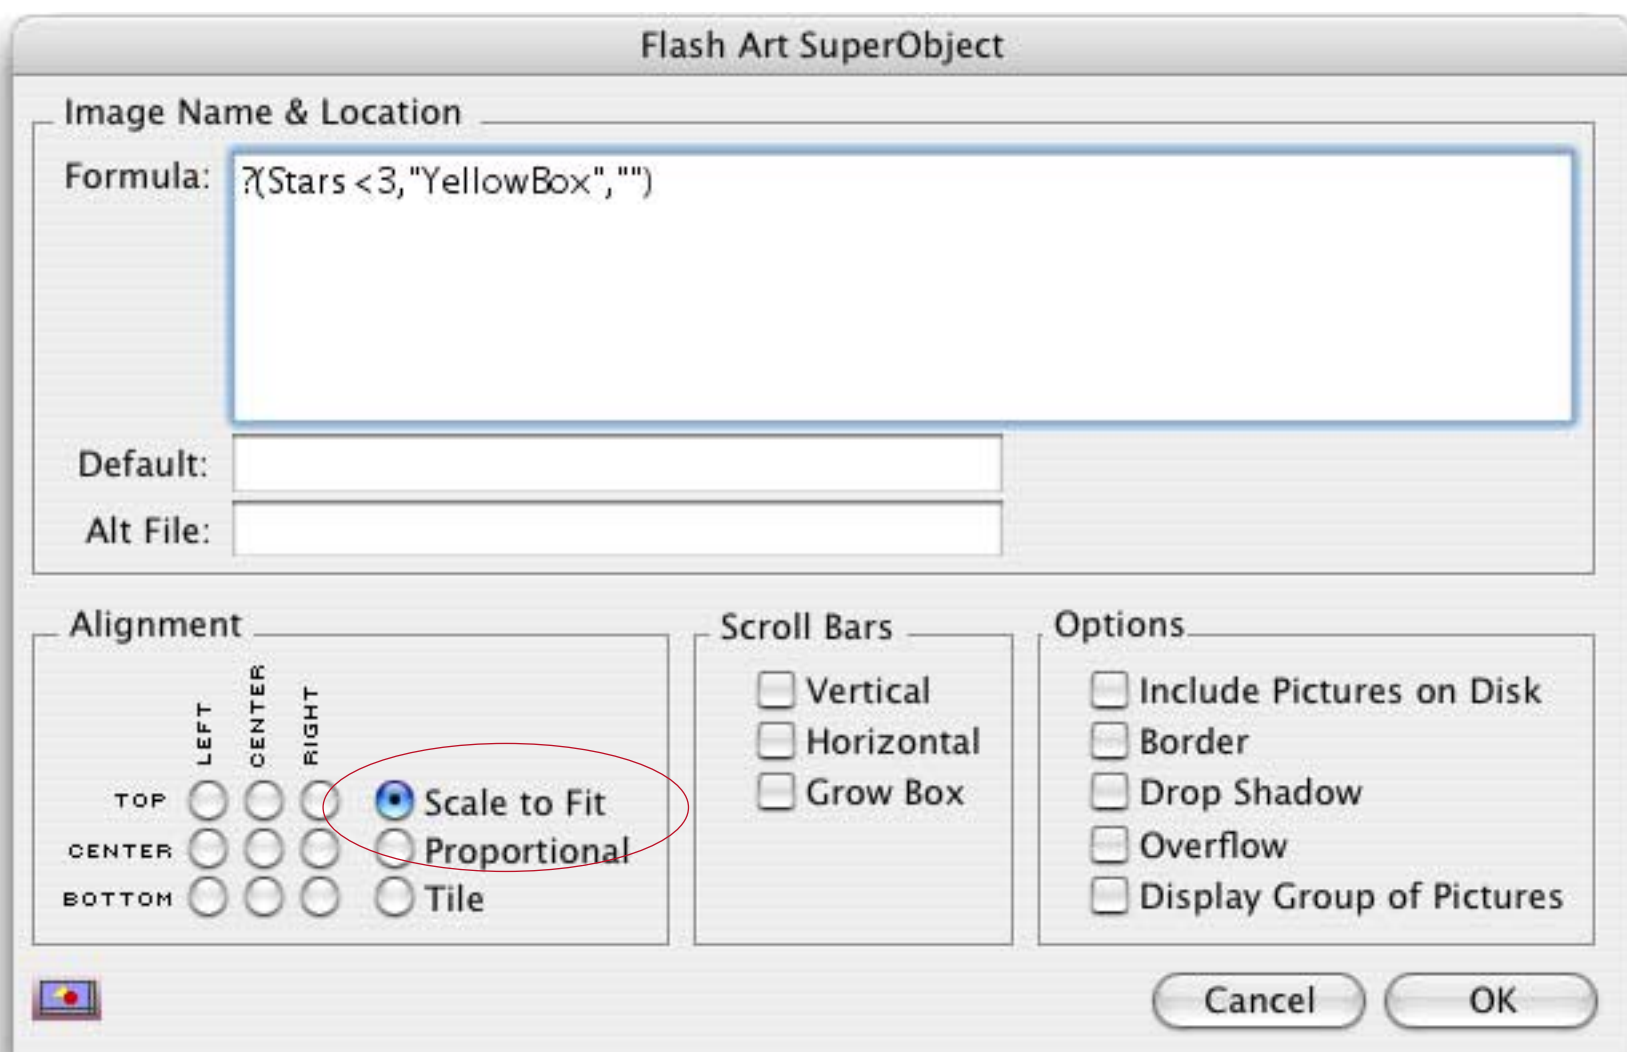 Flash Art SuperObject
Image Name & Location
Formula: ?(Stars <3,"YellowBox","")
Default:
Alt File:
Alignment
LEFT CENTER RIGHT
TOP Scale to Fit
CENTER Proportional
BOTTOM Tile
Scroll Bars
Vertical
Horizontal
Grow Box
Options
Include Pictures on Disk
Border
Drop Shadow
Overflow
Display Group of Pictures
Cancel OK